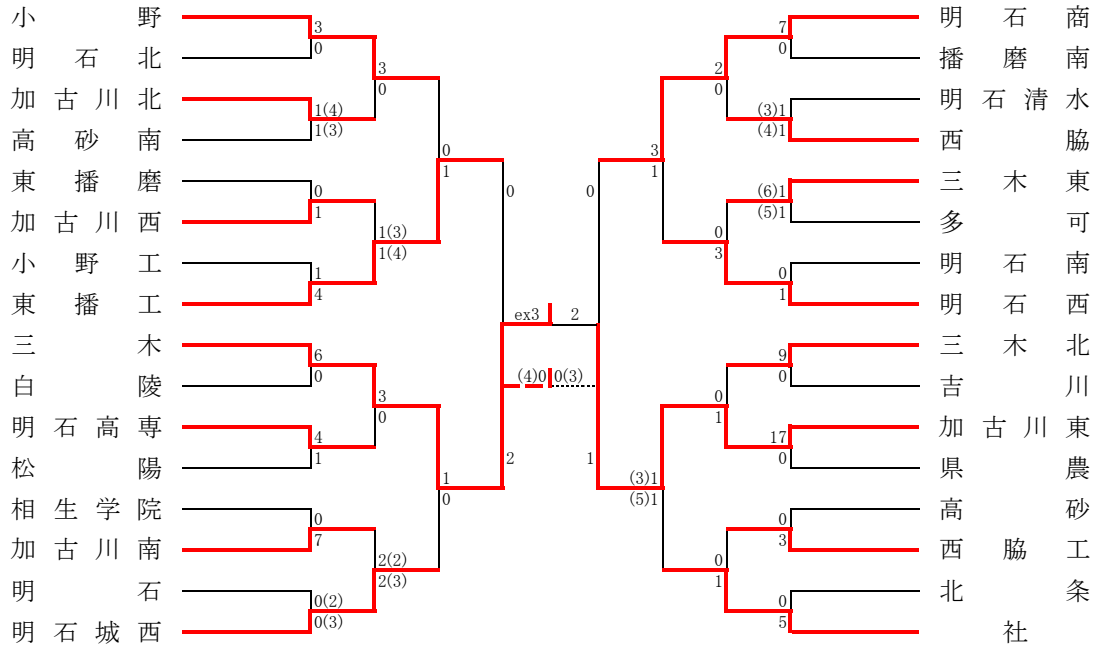 小野
3
0
明石北
3
0
加古川北
1(4)
1(3)
高砂南
0
1
東播磨
0
1
加古川西
1(3)
1(4)
小野工
1
4
東播工
0
三木
6
0
白陵
3
0
明石高専
4
1
松陽
1
0
相生学院
0
7
加古川南
2(2)
2(3)
明石
0(2)
0(3)
明石城西
2
ex3 2
(4)0 0(3)
明石商
7
0
播磨南
2
0
明石清水
(3)1
(4)1
西脇
3
1
三木東
(6)1
(5)1
多可
0
3
明石南
0
1
明石西
0
三木北
9
0
吉川
0
1
加古川東
17
0
県農
(3)1
(5)1
高砂
0
3
西脇工
0
1
北条
0
5
社
1